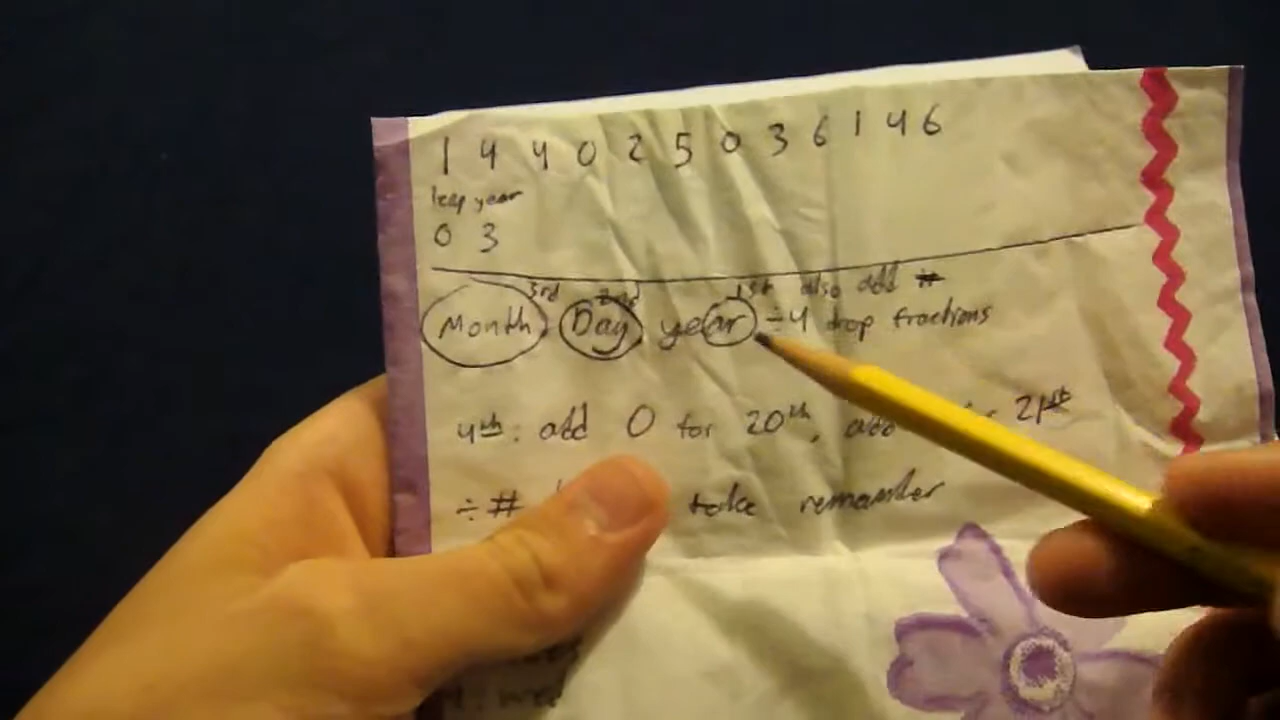 1 4 4 0 2 5 0 3 6 1 4 6
leap year
0 3
3rd 2nd 1st also add #
Month Day year ÷4 drop fractions
4th: add 0 for 20th, add 21st
÷ # take remainder